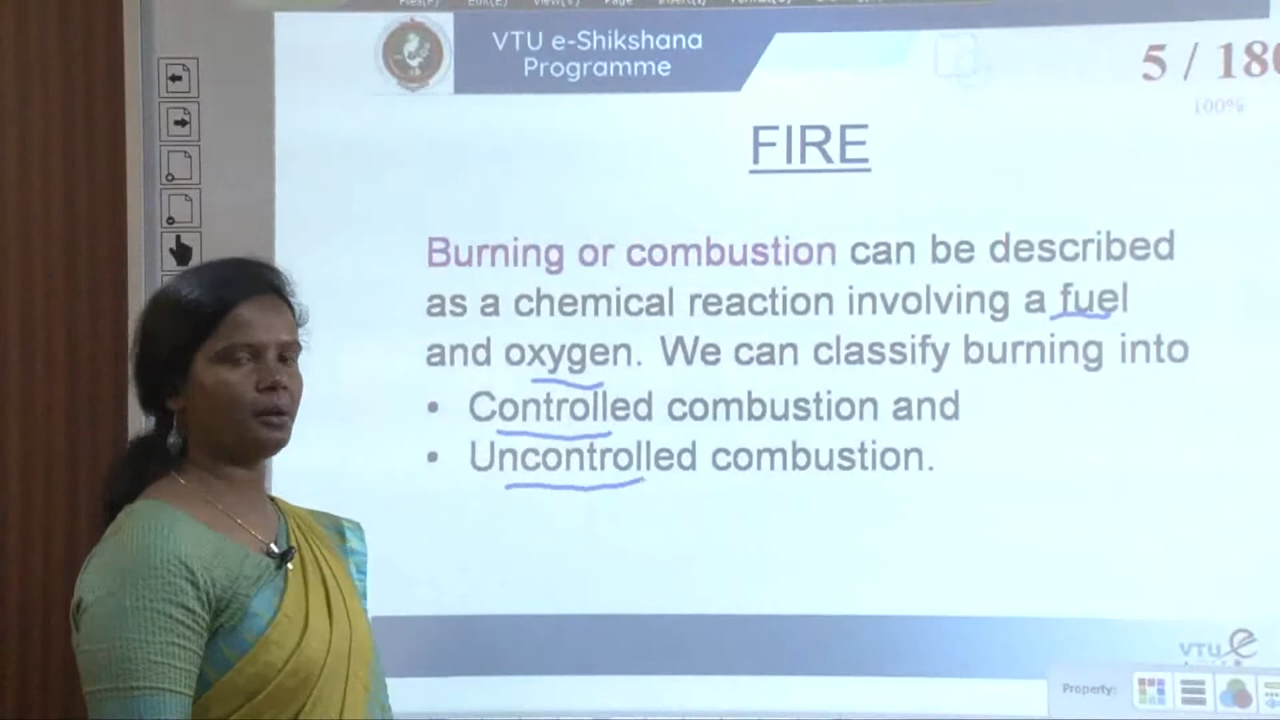 VTU e-Shikshana
Programme
5 / 180
100%
FIRE
Burning or combustion can be described
as a chemical reaction involving a fuel
and oxygen. We can classify burning into
• Controlled combustion and
• Uncontrolled combustion.
VTU e
Property: